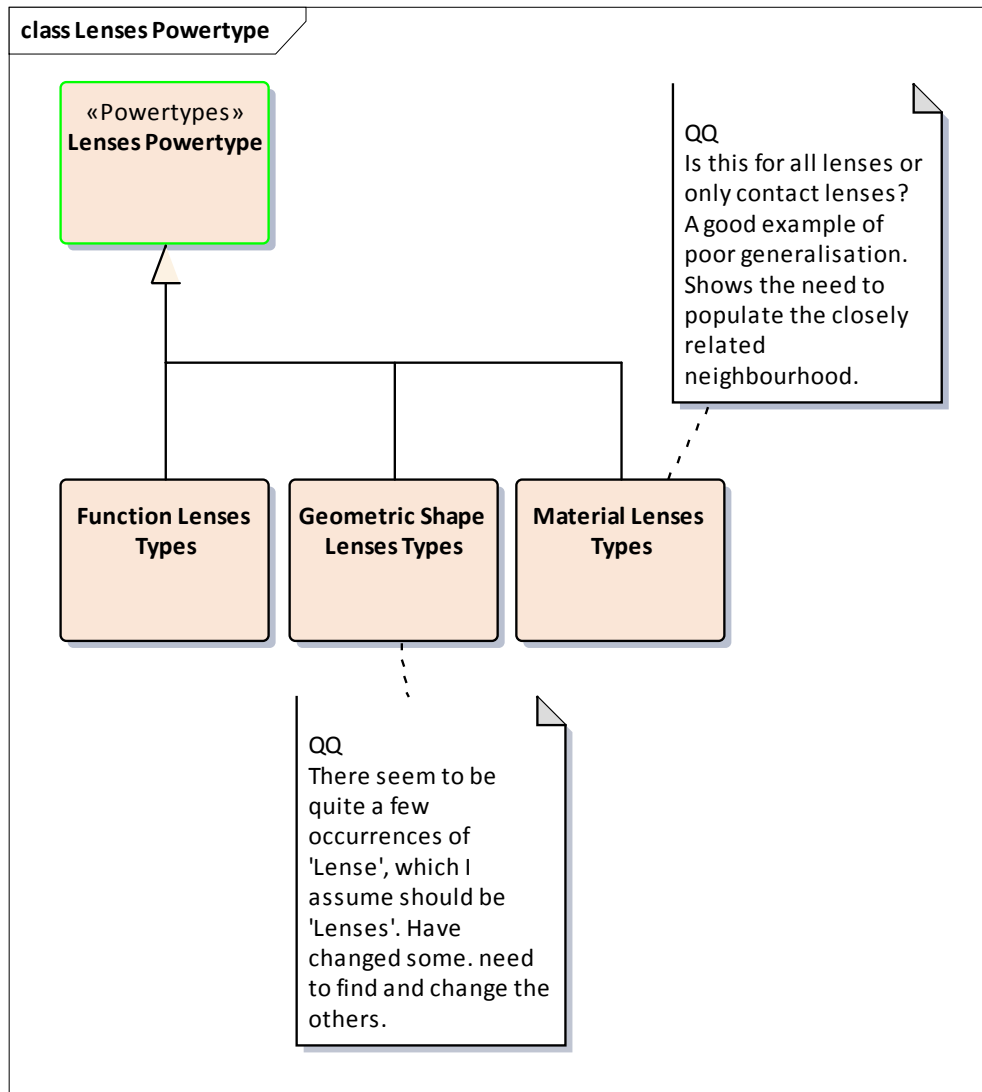 class Lenses Powertype
«Powertypes»
Lenses Powertype
QQ
Is this for all lenses or
only contact lenses?
A good example of
poor generalisation.
Shows the need to
populate the closely
related
neighbourhood.
Function Lenses
Types
Geometric Shape
Lenses Types
Material Lenses
Types
QQ
There seem to be
quite a few
occurrences of
'Lense', which I
assume should be
'Lenses'. Have
changed some. need
to find and change the
others.